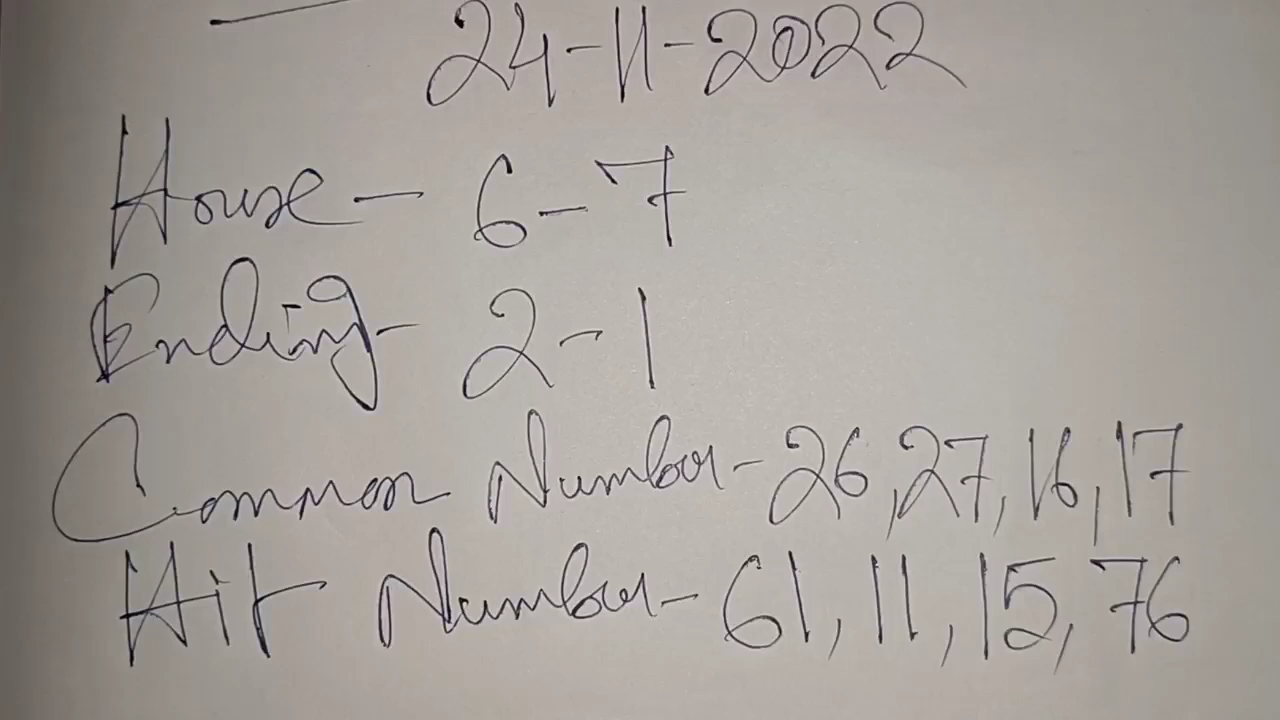 24-11-2022
House- 6-7
Ending- 2-1
Common Number-26,27,16,17
Hit Number-61,11,15,76